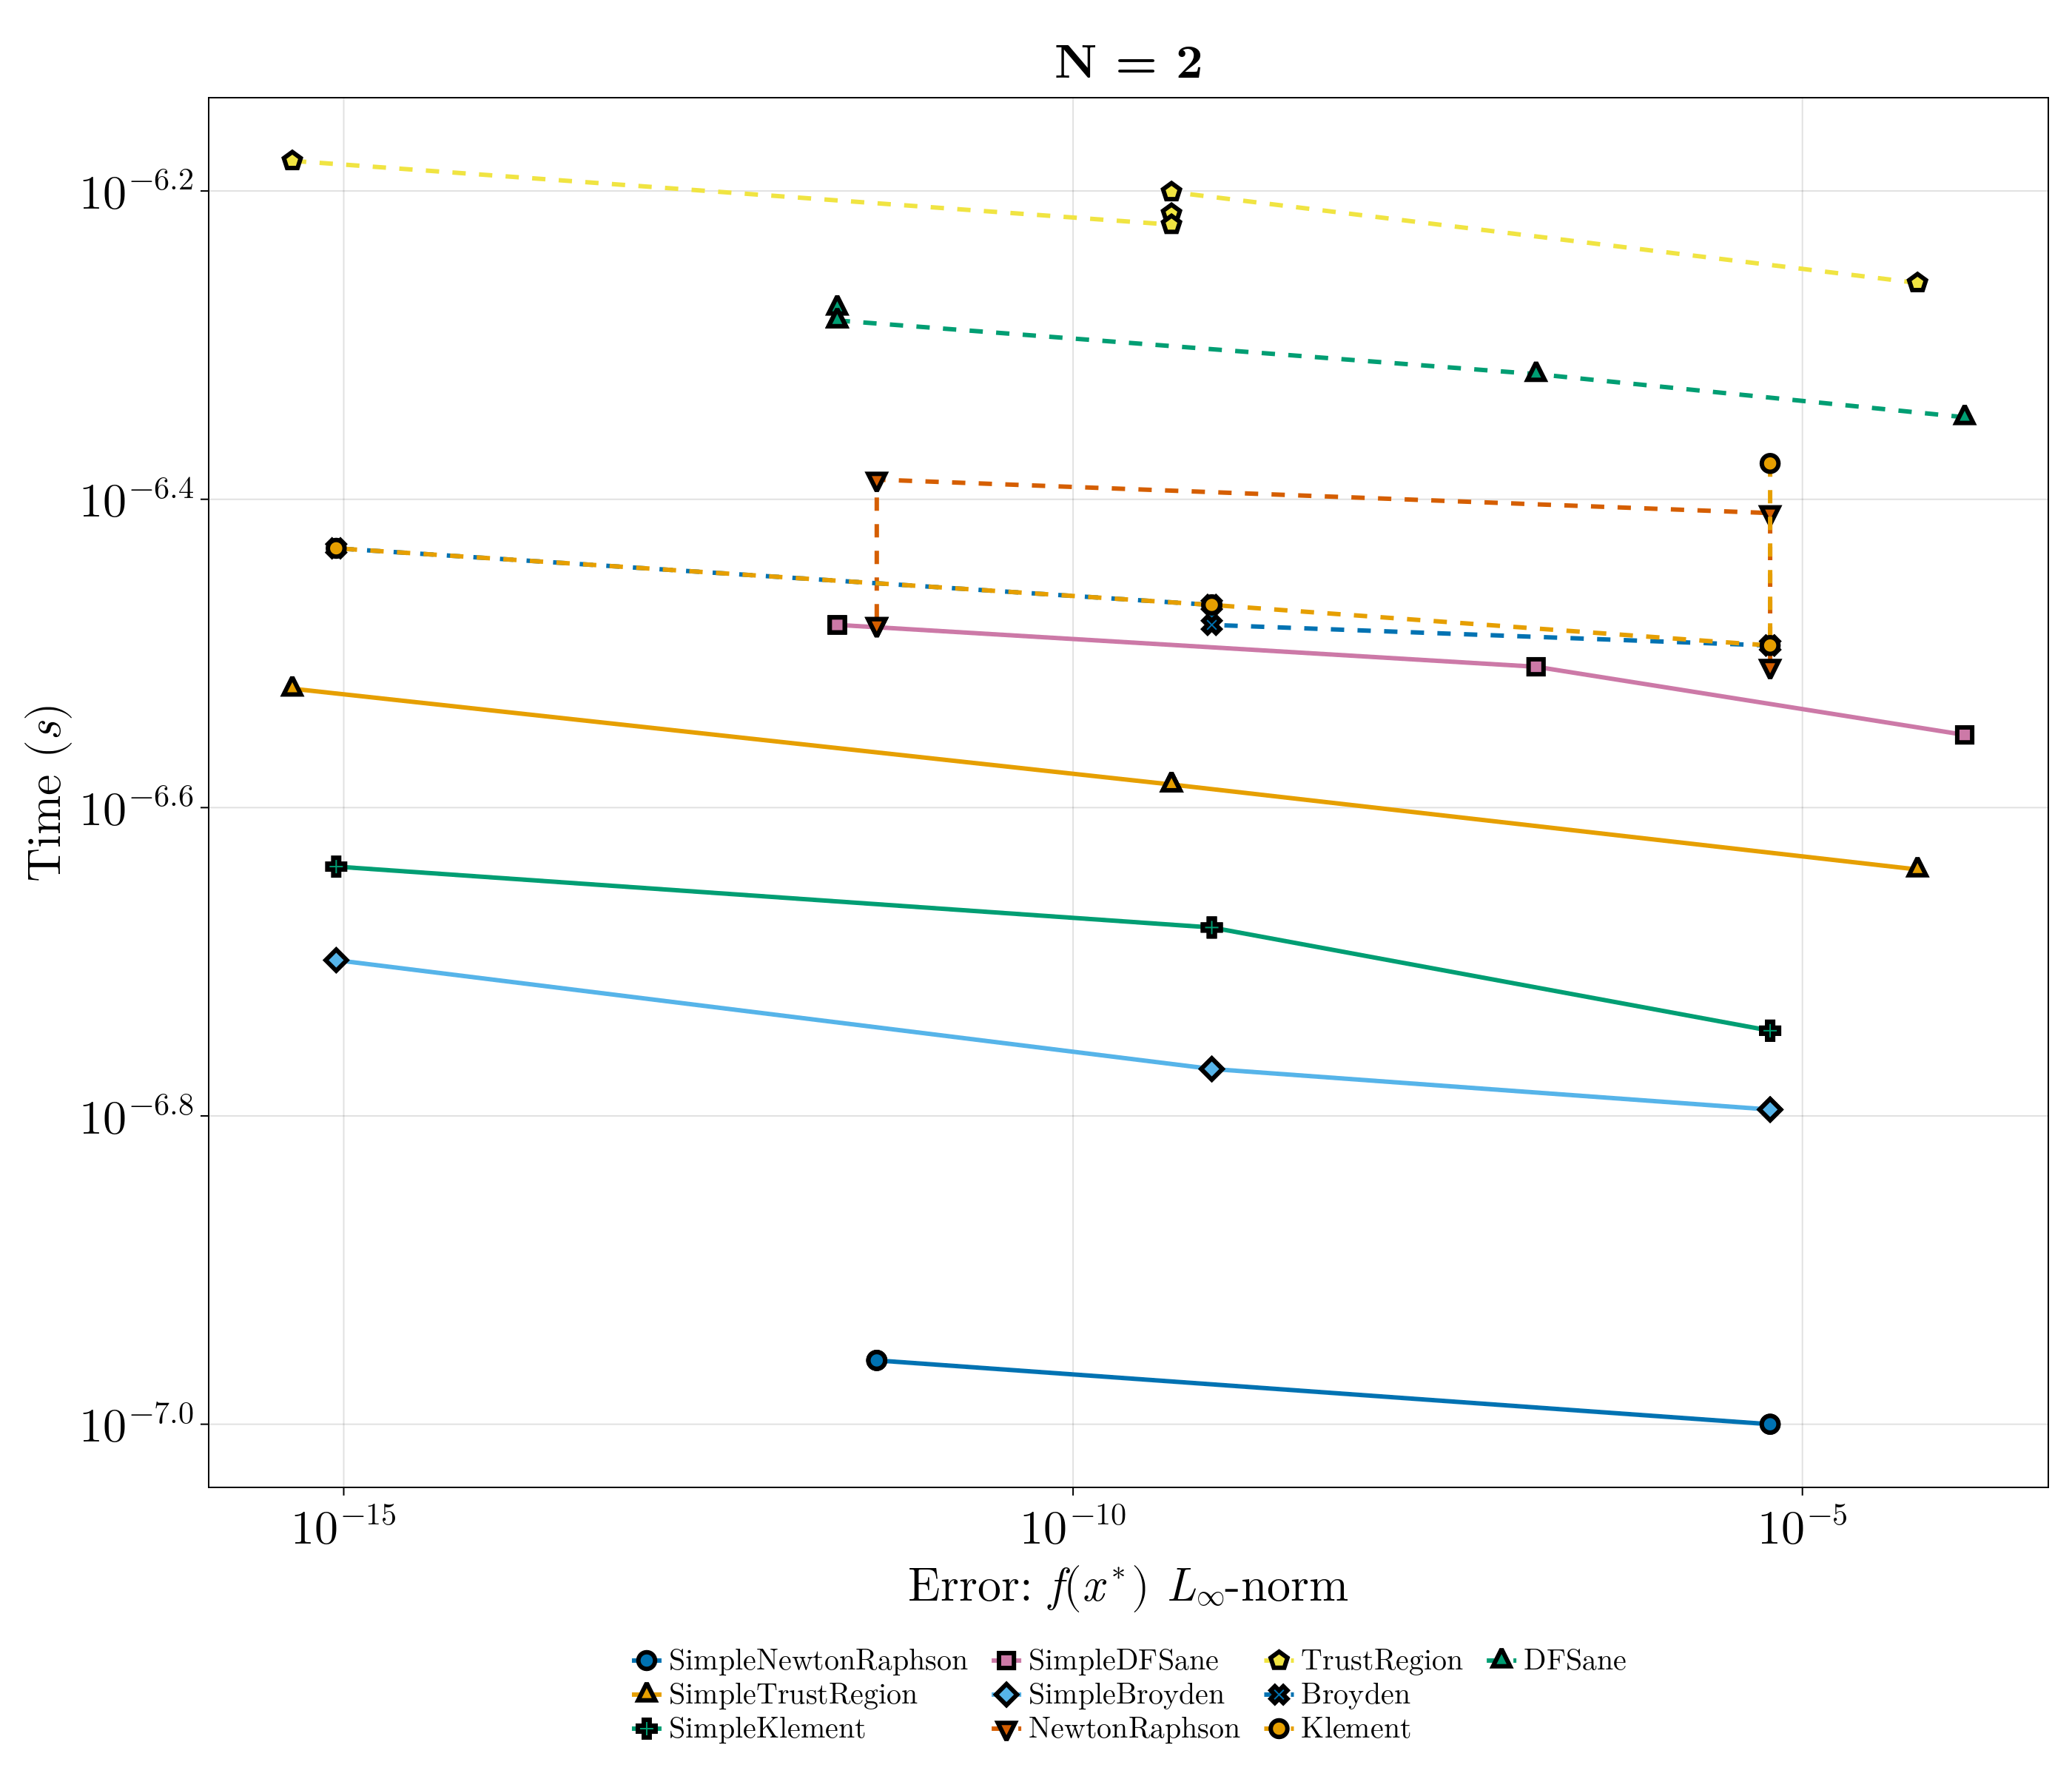 N = 2
Time (s)
10⁻⁶·²
10⁻⁶·⁴
10⁻⁶·⁶
10⁻⁶·⁸
10⁻⁷·⁰
10⁻¹⁵ 10⁻¹⁰ 10⁻⁵
Error: f(x*) L∞-norm
SimpleNewtonRaphson SimpleDFSane TrustRegion DFSane
SimpleTrustRegion SimpleBroyden Broyden
SimpleKlement NewtonRaphson Klement